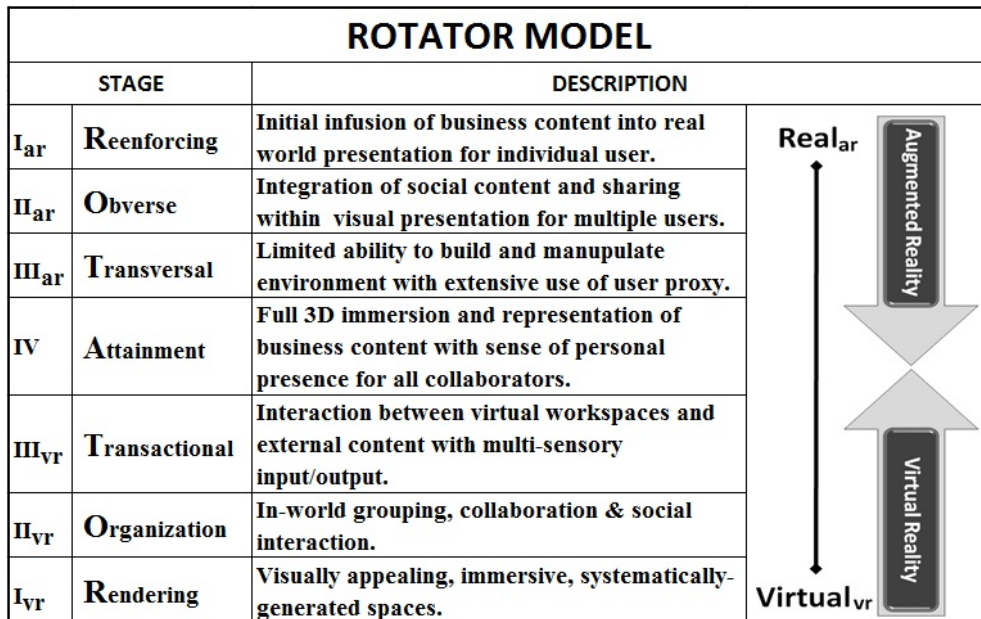 ROTATOR MODEL
STAGE DESCRIPTION
Iar Reenforcing Initial infusion of business content into real
world presentation for individual user.
IIar Obverse Integration of social content and sharing
within visual presentation for multiple users.
IIIar Transversal Limited ability to build and manupulate
environment with extensive use of user proxy.
IV Attainment Full 3D immersion and representation of
business content with sense of personal
presence for all collaborators.
IIIvr Transactional Interaction between virtual workspaces and
external content with multi-sensory
input/output.
IIvr Organization In-world grouping, collaboration & social
interaction.
Ivr Rendering Visually appealing, immersive, systematically-
generated spaces.
Realar
Virtualvr
Augmented Reality
Virtual Reality